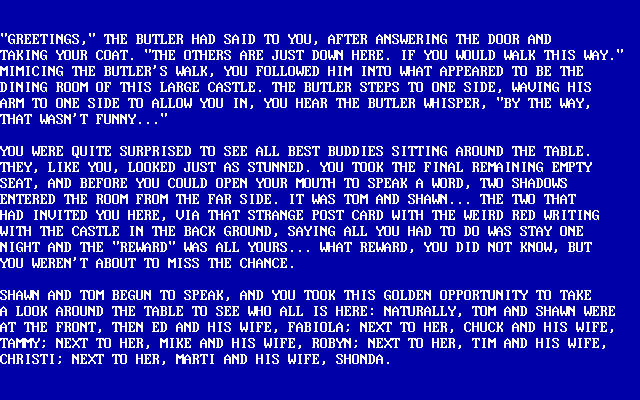 "GREETINGS," THE BUTLER HAD SAID TO YOU, AFTER ANSWERING THE DOOR AND
TAKING YOUR COAT. "THE OTHERS ARE JUST DOWN HERE. IF YOU WOULD WALK THIS WAY."
MIMICING THE BUTLER'S WALK, YOU FOLLOWED HIM INTO WHAT APPEARED TO BE THE
DINING ROOM OF THIS LARGE CASTLE. THE BUTLER STEPS TO ONE SIDE, WAVING HIS
ARM TO ONE SIDE TO ALLOW YOU IN, YOU HEAR THE BUTLER WHISPER, "BY THE WAY,
THAT WASN'T FUNNY..."
YOU WERE QUITE SURPRISED TO SEE ALL BEST BUDDIES SITTING AROUND THE TABLE.
THEY, LIKE YOU, LOOKED JUST AS STUNNED. YOU TOOK THE FINAL REMAINING EMPTY
SEAT, AND BEFORE YOU COULD OPEN YOUR MOUTH TO SPEAK A WORD, TWO SHADOWS
ENTERED THE ROOM FROM THE FAR SIDE. IT WAS TOM AND SHAWN... THE TWO THAT
HAD INVITED YOU HERE, VIA THAT STRANGE POST CARD WITH THE WEIRD RED WRITING
WITH THE CASTLE IN THE BACK GROUND, SAYING ALL YOU HAD TO DO WAS STAY ONE
NIGHT AND THE "REWARD" WAS ALL YOURS... WHAT REWARD, YOU DID NOT KNOW, BUT
YOU WEREN'T ABOUT TO MISS THE CHANCE.
SHAWN AND TOM BEGUN TO SPEAK, AND YOU TOOK THIS GOLDEN OPPORTUNITY TO TAKE
A LOOK AROUND THE TABLE TO SEE WHO ALL IS HERE: NATURALLY, TOM AND SHAWN WERE
AT THE FRONT, THEN ED AND HIS WIFE, FABIOLA; NEXT TO HER, CHUCK AND HIS WIFE,
TAMMY; NEXT TO HER, MIKE AND HIS WIFE, ROBYN; NEXT TO HER, TIM AND HIS WIFE,
CHRISTI; NEXT TO HER, MARTI AND HIS WIFE, SHONDA.